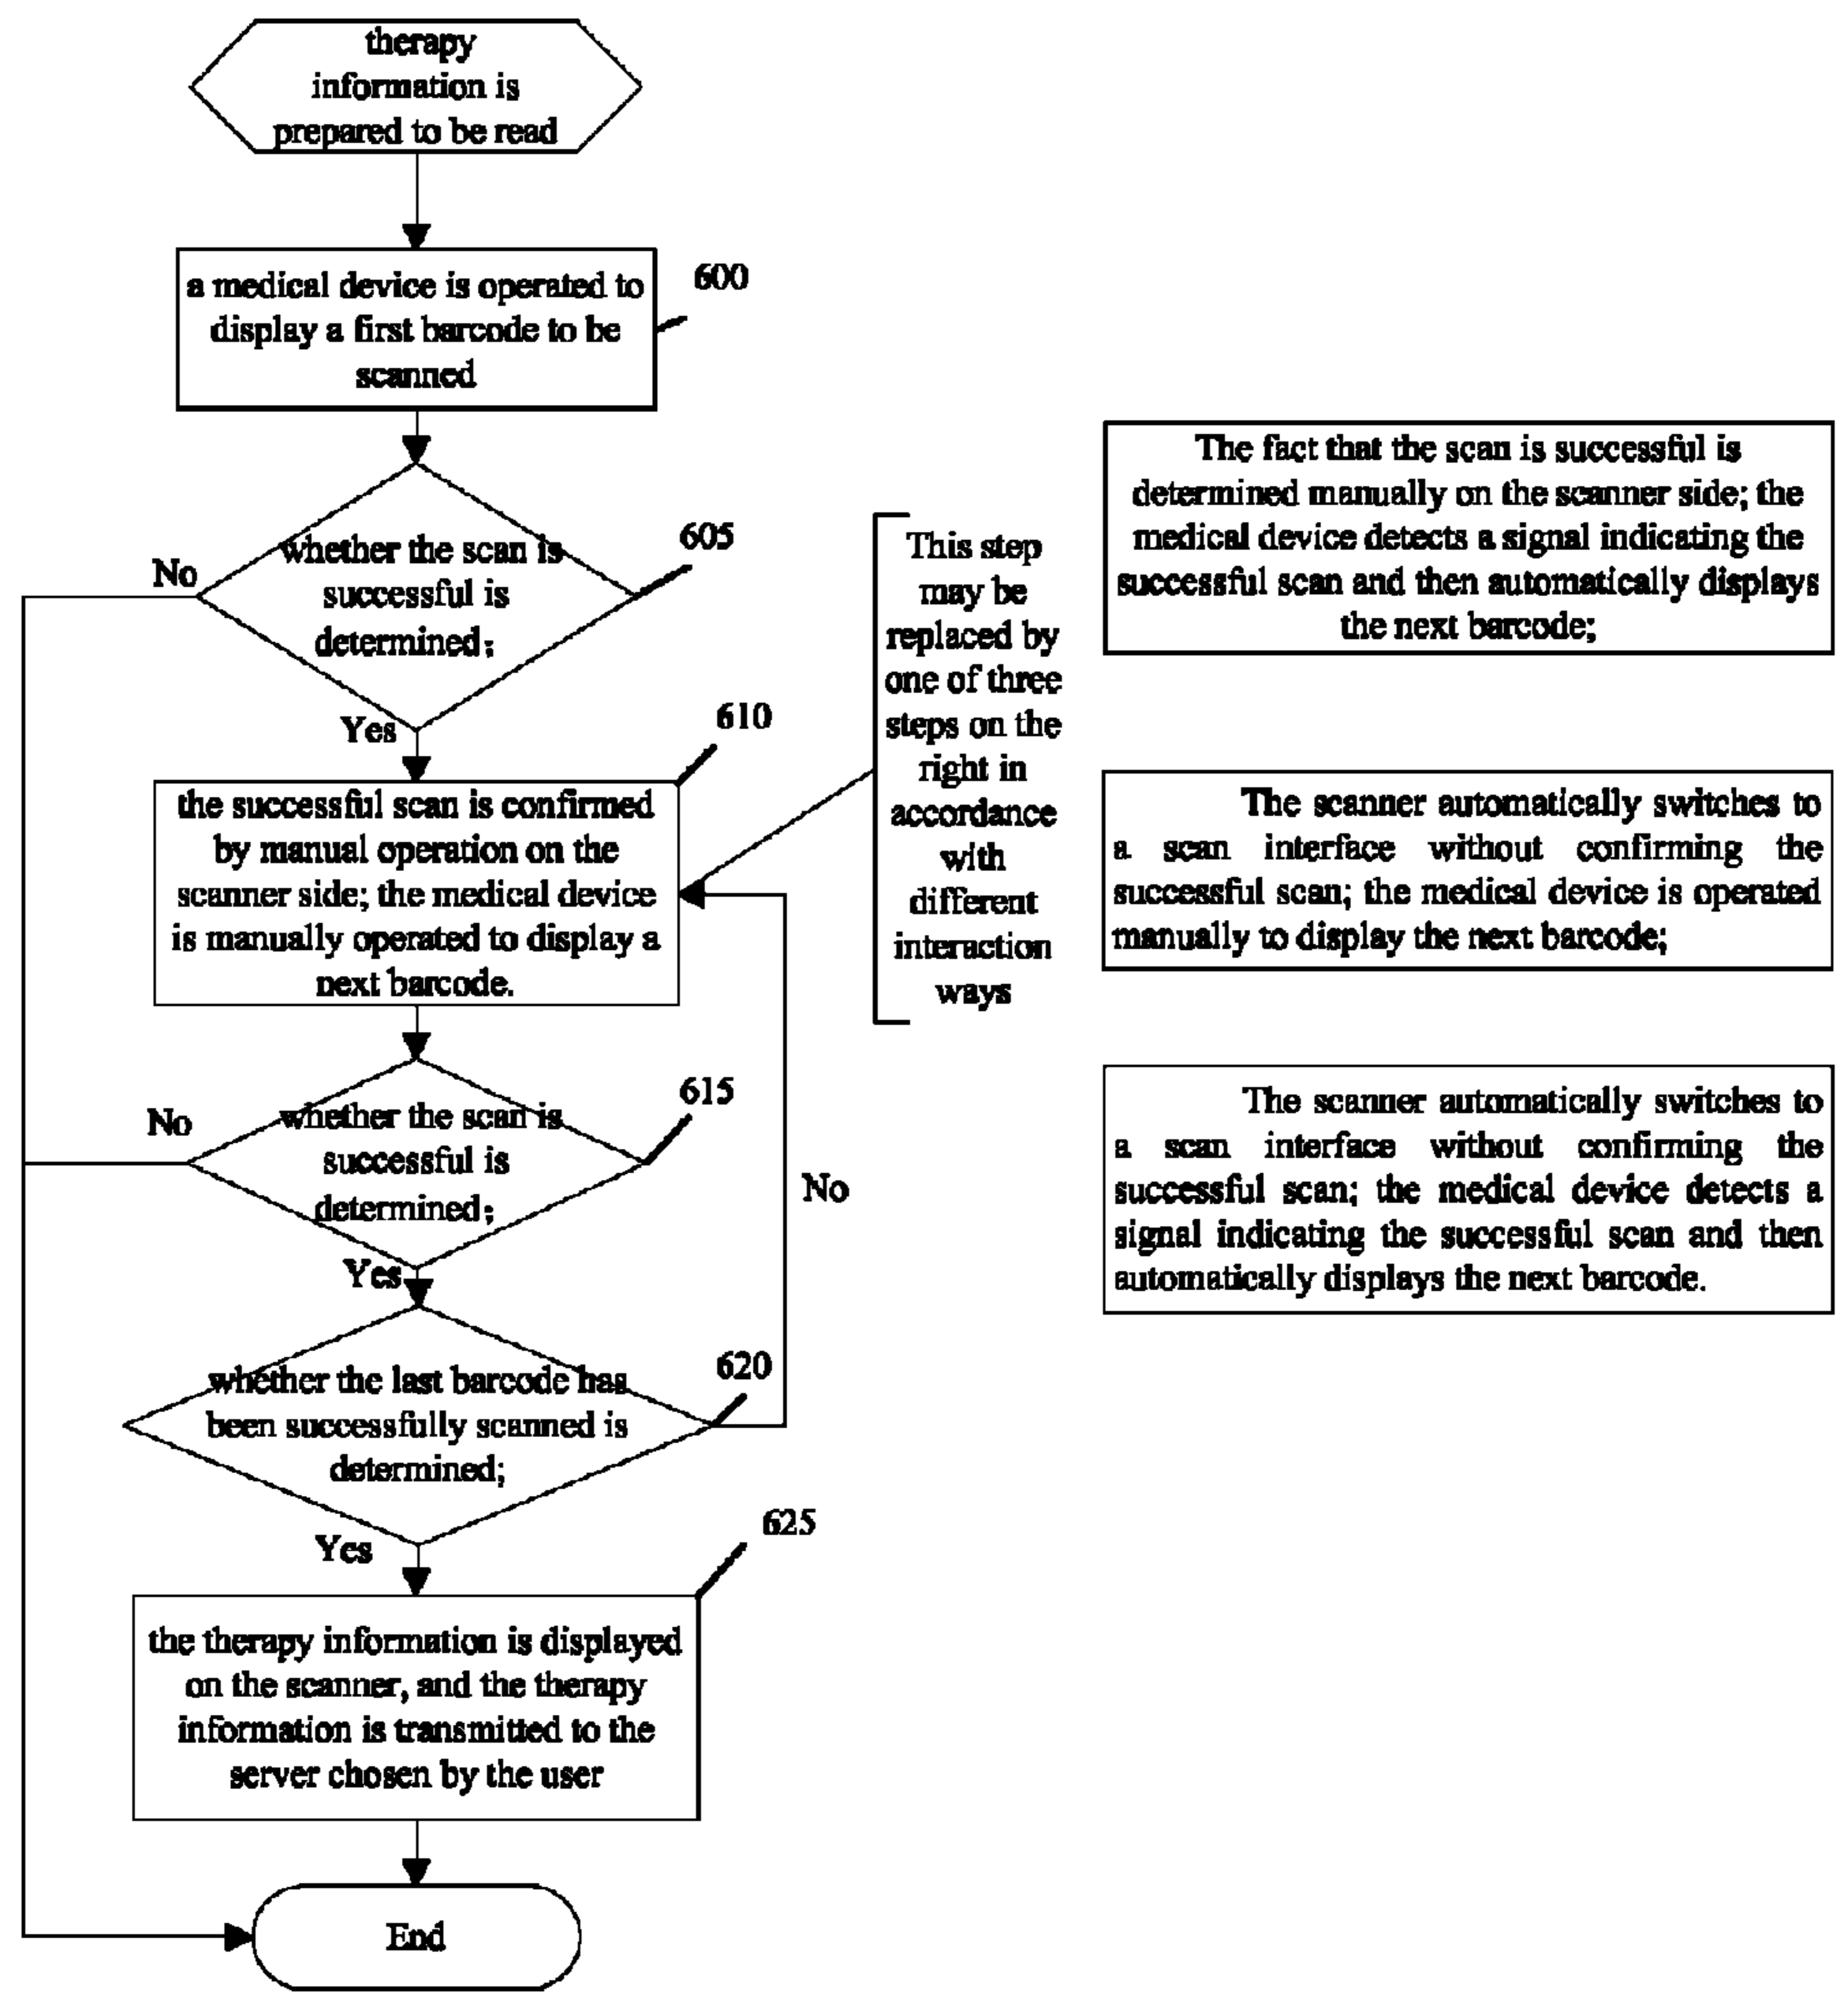 therapy
information is
prepared to be read
a medical device is operated to
display a first barcode to be
scanned
600
whether the scan is
successful is
determined;
605
No
Yes
610
the successful scan is confirmed
by manual operation on the
scanner side; the medical device
is manually operated to display a
next barcode.
This step
may be
replaced by
one of three
steps on the
right in
accordance
with
different
interaction
ways
The fact that the scan is successful is
determined manually on the scanner side; the
medical device detects a signal indicating the
successful scan and then automatically displays
the next barcode;
The scanner automatically switches to
a scan interface without confirming the
successful scan; the medical device is operated
manually to display the next barcode;
The scanner automatically switches to
a scan interface without confirming the
successful scan; the medical device detects a
signal indicating the successful scan and then
automatically displays the next barcode.
whether the scan is
successful is
determined;
615
No
Yes
No
whether the last barcode has
been successfully scanned is
determined;
620
Yes
625
the therapy information is displayed
on the scanner, and the therapy
information is transmitted to the
server chosen by the user
End